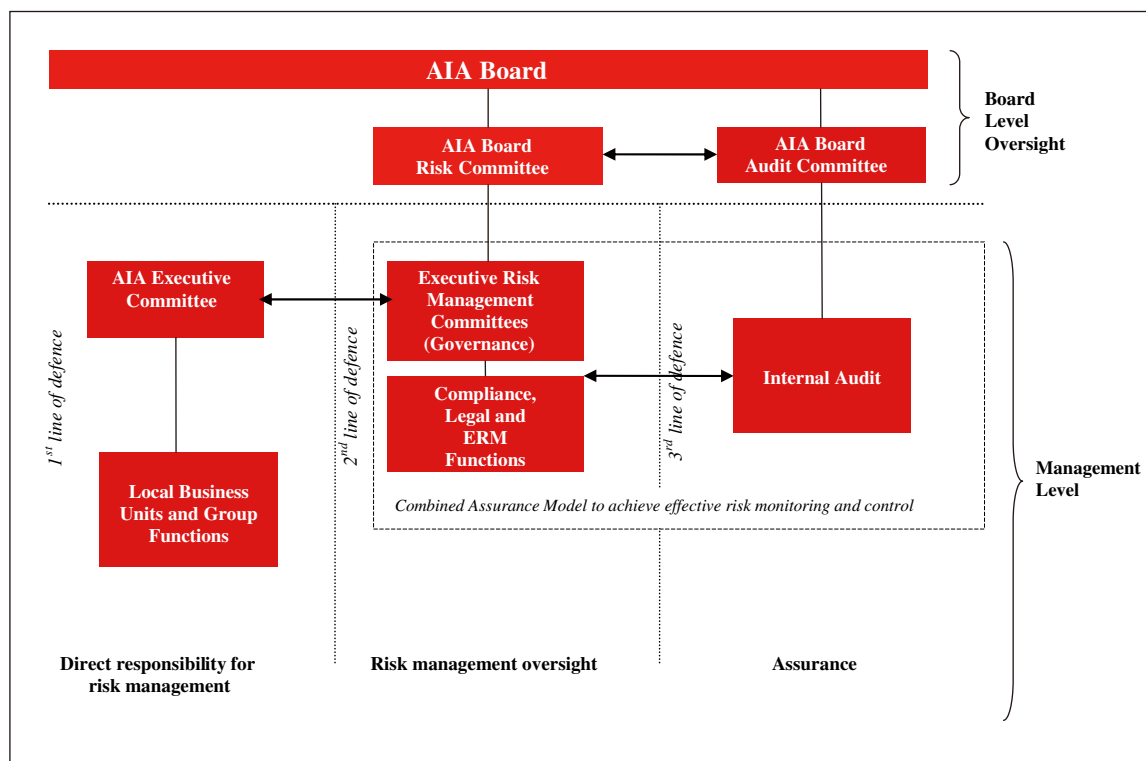 AIA Board
Board
Level
Oversight
AIA Board
Risk Committee
AIA Board
Audit Committee
1st line of defence
AIA Executive
Committee
Local Business
Units and Group
Functions
2nd line of defence
Executive Risk
Management
Committees
(Governance)
Compliance,
Legal and
ERM
Functions
3rd line of defence
Internal Audit
Combined Assurance Model to achieve effective risk monitoring and control
Management
Level
Direct responsibility for
risk management
Risk management oversight
Assurance